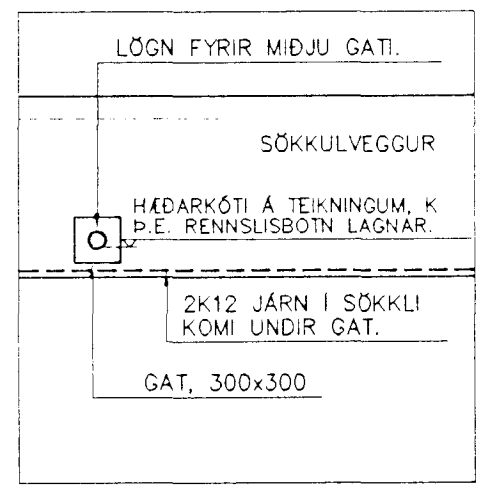 LÖGN FYRIR MIÐJU GATI.
SÖKKULVEGGUR
HÆÐARKÓTI Á TEIKNINGUM, K
Þ.E. RENNSLISBOTN LAGNAR.
2K12 JÁRN Í SÖKKLI
KOMI UNDIR GAT.
GAT, 300x300